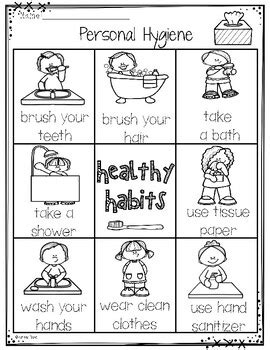 Name
Personal Hygiene
brush your
teeth
brush your
hair
take
a bath
take a
shower
healthy
habits
use tissue
paper
wash your
hands
wear clean
clothes
use hand
sanitizer